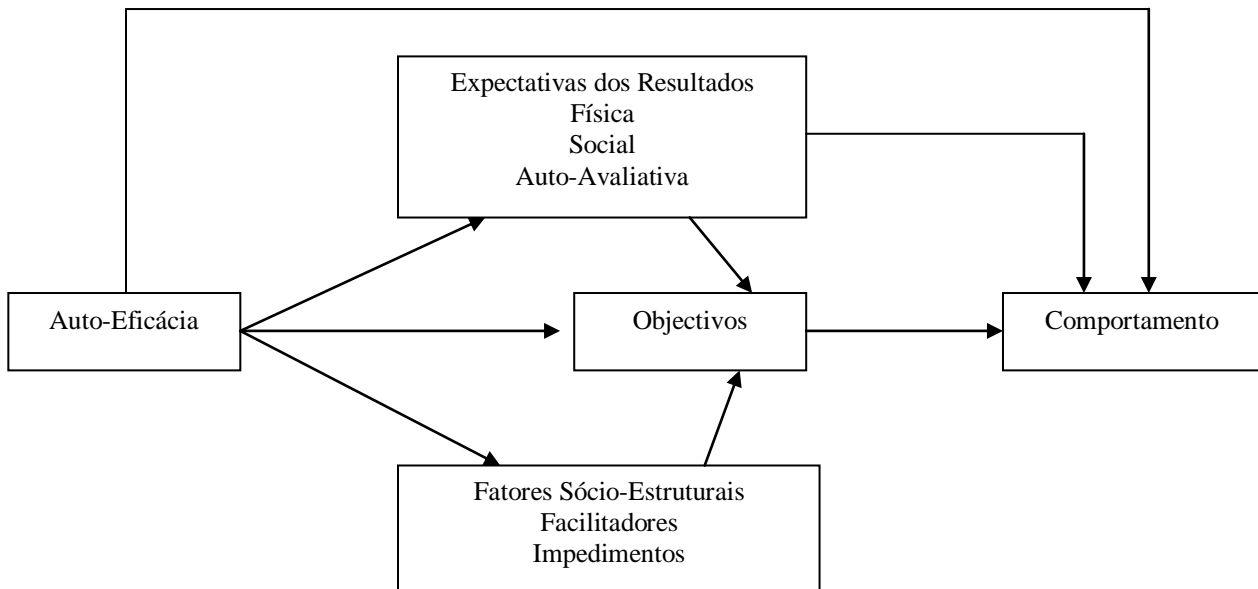 Expectativas dos Resultados
Física
Social
Auto-Avaliativa
Auto-Eficácia
Objectivos
Comportamento
Fatores Sócio-Estruturais
Facilitadores
Impedimentos